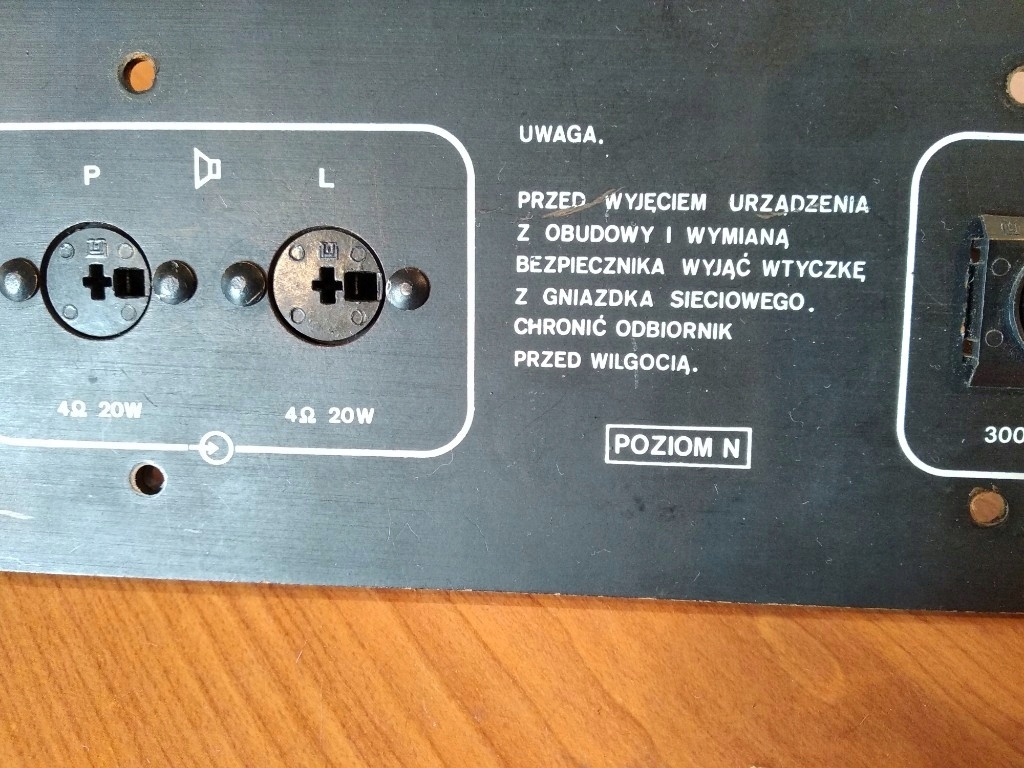 P L
4Ω 20W 4Ω 20W
UWAGA.
PRZED WYJĘCIEM URZĄDZENIA
Z OBUDOWY I WYMIANĄ
BEZPIECZNIKA WYJĄĆ WTYCZKĘ
Z GNIAZDKA SIECIOWEGO.
CHRONIĆ ODBIORNIK
PRZED WILGOCIĄ.
POZIOM N
300